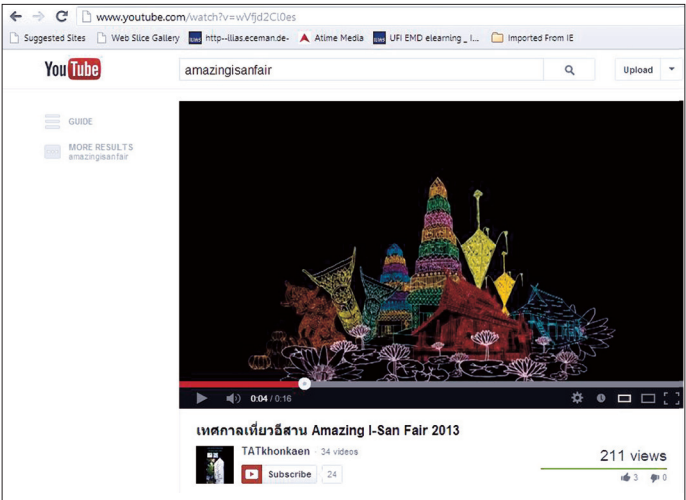 www.youtube.com/watch?v=wVfjd2Cl0es
Suggested Sites Web Slice Gallery http--ilias.eceman.de- Atime Media UFI EMD elearning _ I... Imported From IE
YouTube amazingisanfair Upload
GUIDE
MORE RESULTS
amazingisanfair
0:04 / 0:16
เทศกาลเที่ยวอีสาน Amazing I-San Fair 2013
TATkhonkaen · 34 videos
Subscribe 24
211 views
3 0